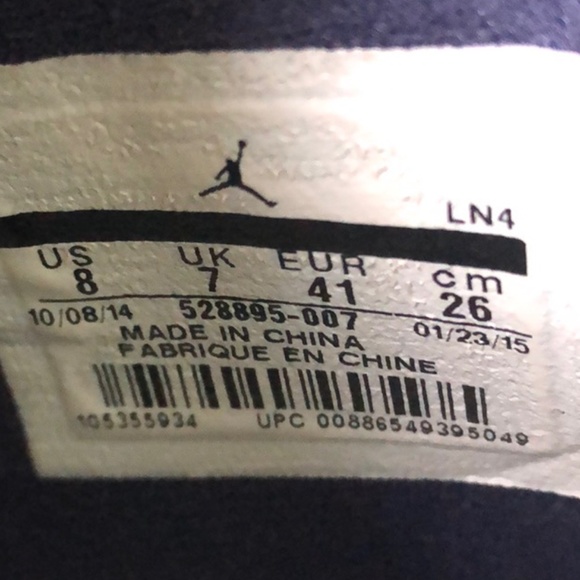 LN4
US UK EUR cm
8 7 41 26
10/08/14 528895-007 01/23/15
MADE IN CHINA
FABRIQUE EN CHINE
105355934 UPC 00886549395049